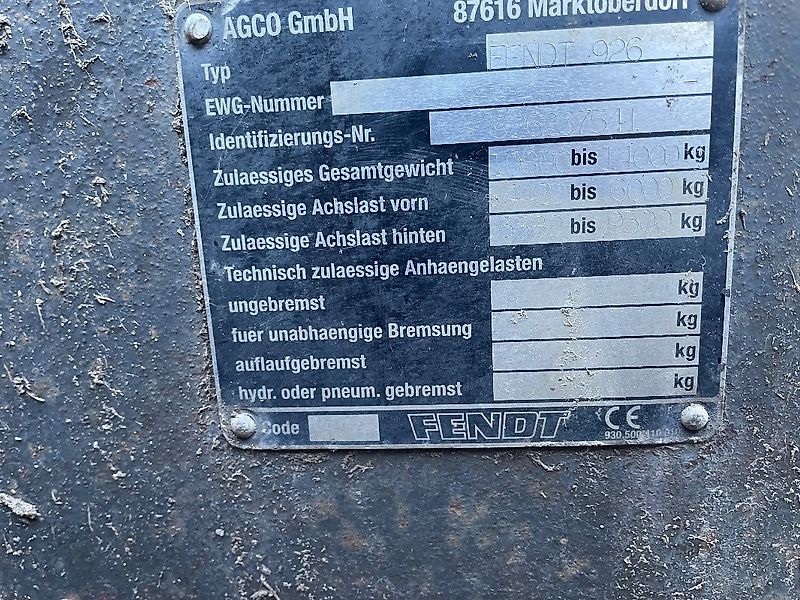 AGCO GmbH 87616 Marktoberdorf
Typ FENDT 926
EWG-Nummer -
Identifizierungs-Nr.
Zulaessiges Gesamtgewicht bis 14000 kg
Zulaessige Achslast vorn bis 6000 kg
Zulaessige Achslast hinten bis 9500 kg
Technisch zulaessige Anhaengelasten
ungebremst kg
fuer unabhaengige Bremsung kg
auflaufgebremst kg
hydr. oder pneum. gebremst kg
Code FENDT CE